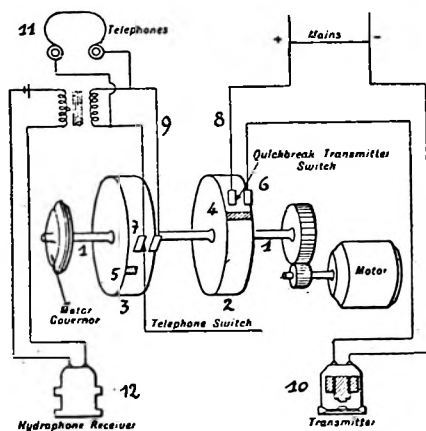 11
Telephones
+
Mains
-
9
8
Quickbreak Transmitter
Switch
6
4
7
1
1
5
Motor
Motor
Governor
3
2
Telephone Switch
12
10
Hydrophone Receiver
Transmitter